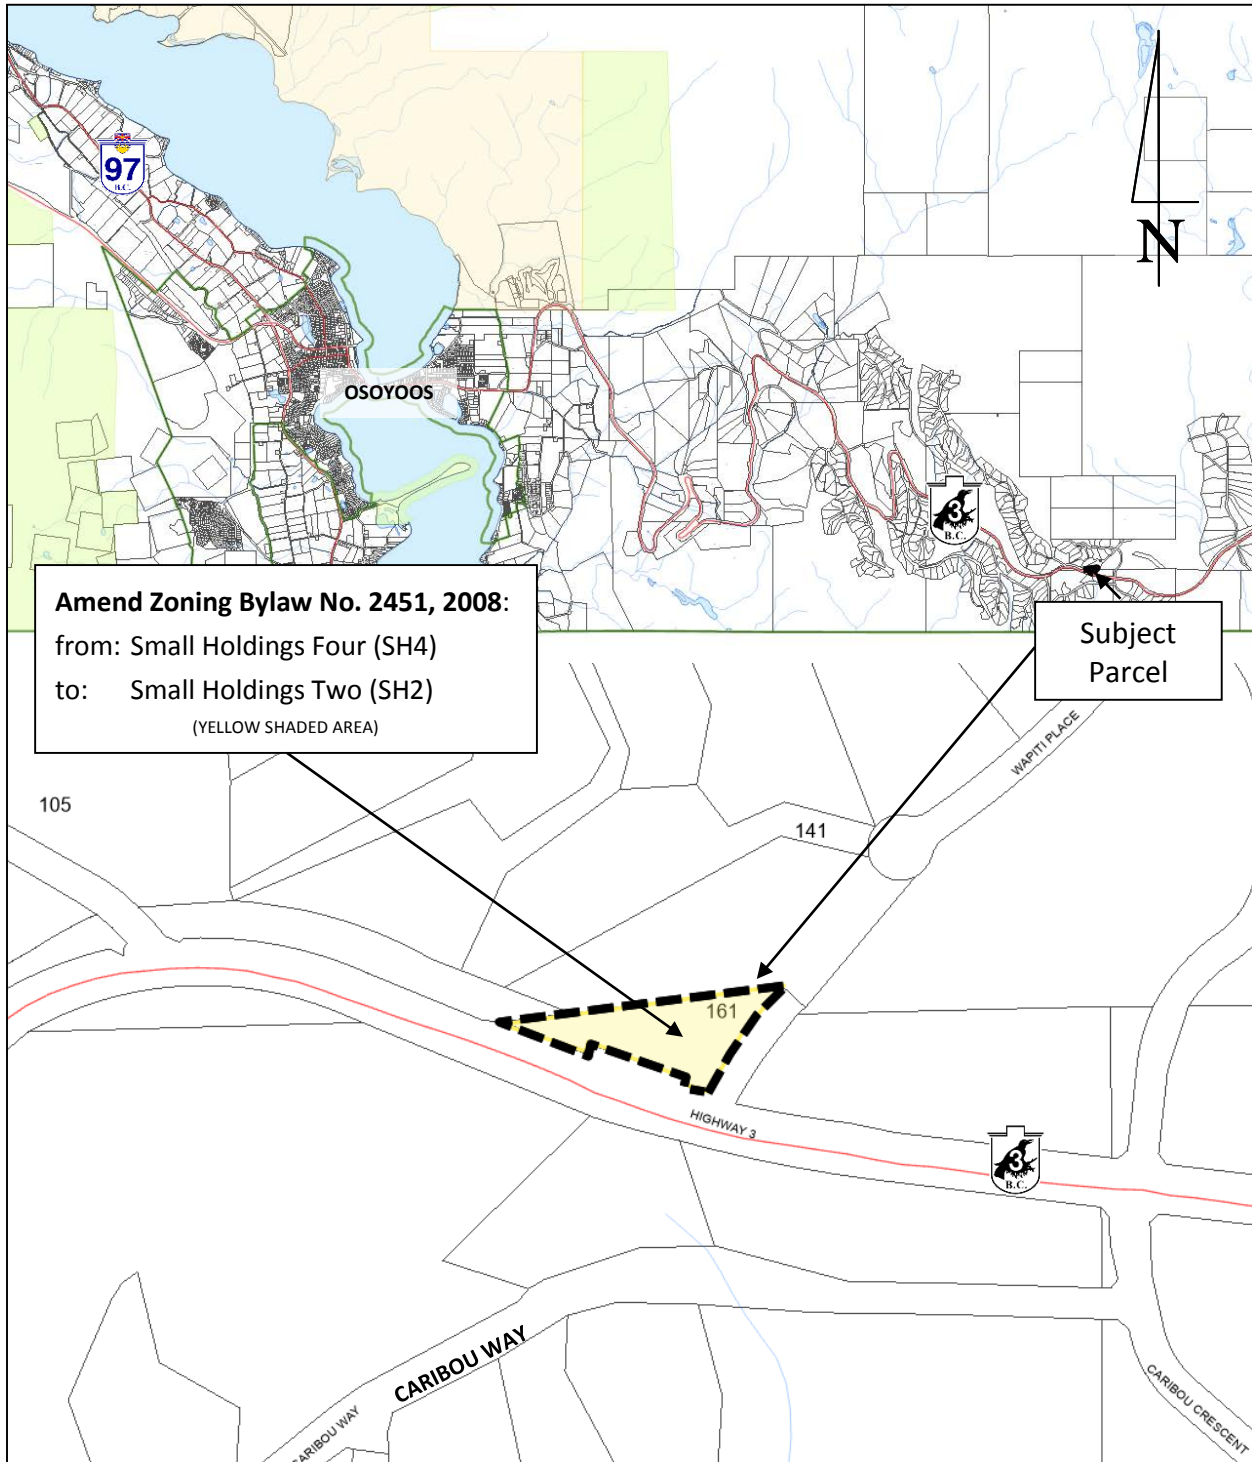 97
B.C.
N
OSOYOOS
3
B.C.
Amend Zoning Bylaw No. 2451, 2008:
from: Small Holdings Four (SH4)
to: Small Holdings Two (SH2)
(YELLOW SHADED AREA)
Subject
Parcel
WAPITI PLACE
105
141
161
HIGHWAY 3
3
B.C.
CARIBOU WAY
CARIBOU WAY
CARIBOU CRESCENT